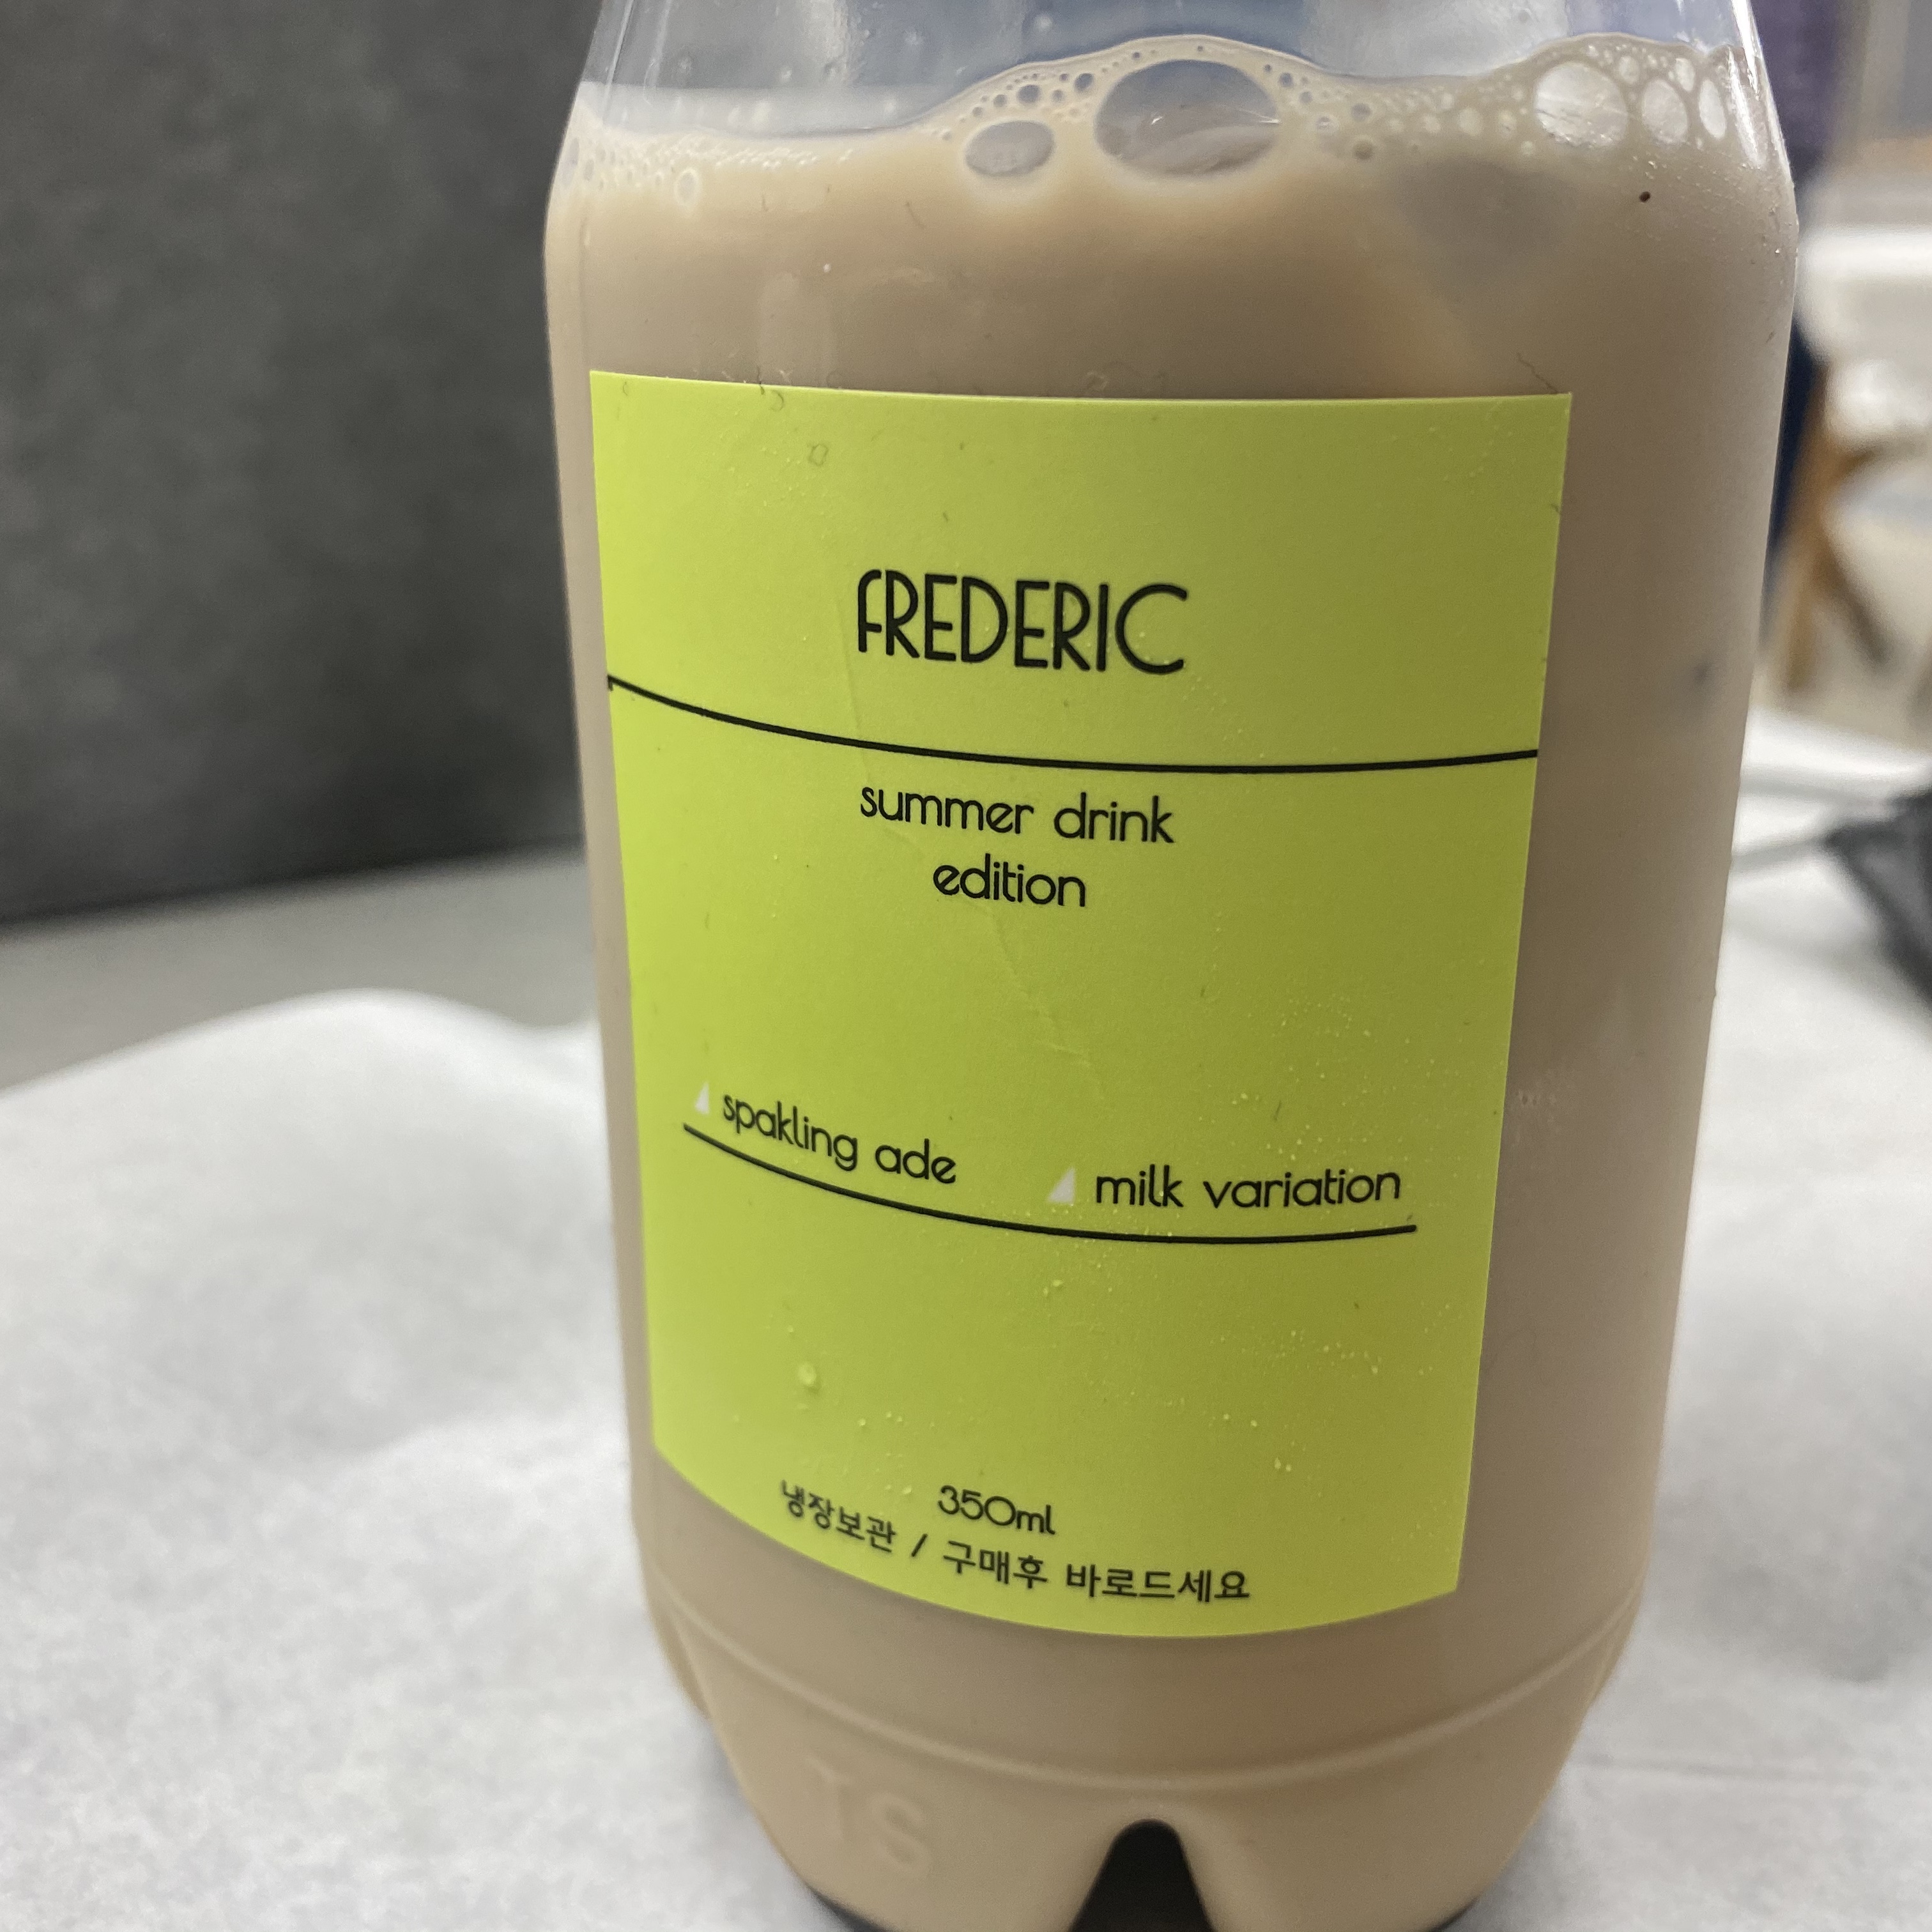 FREDERIC
summer drink
edition
spakling ade
milk variation
350ml
냉장보관 / 구매후 바로드세요
TS